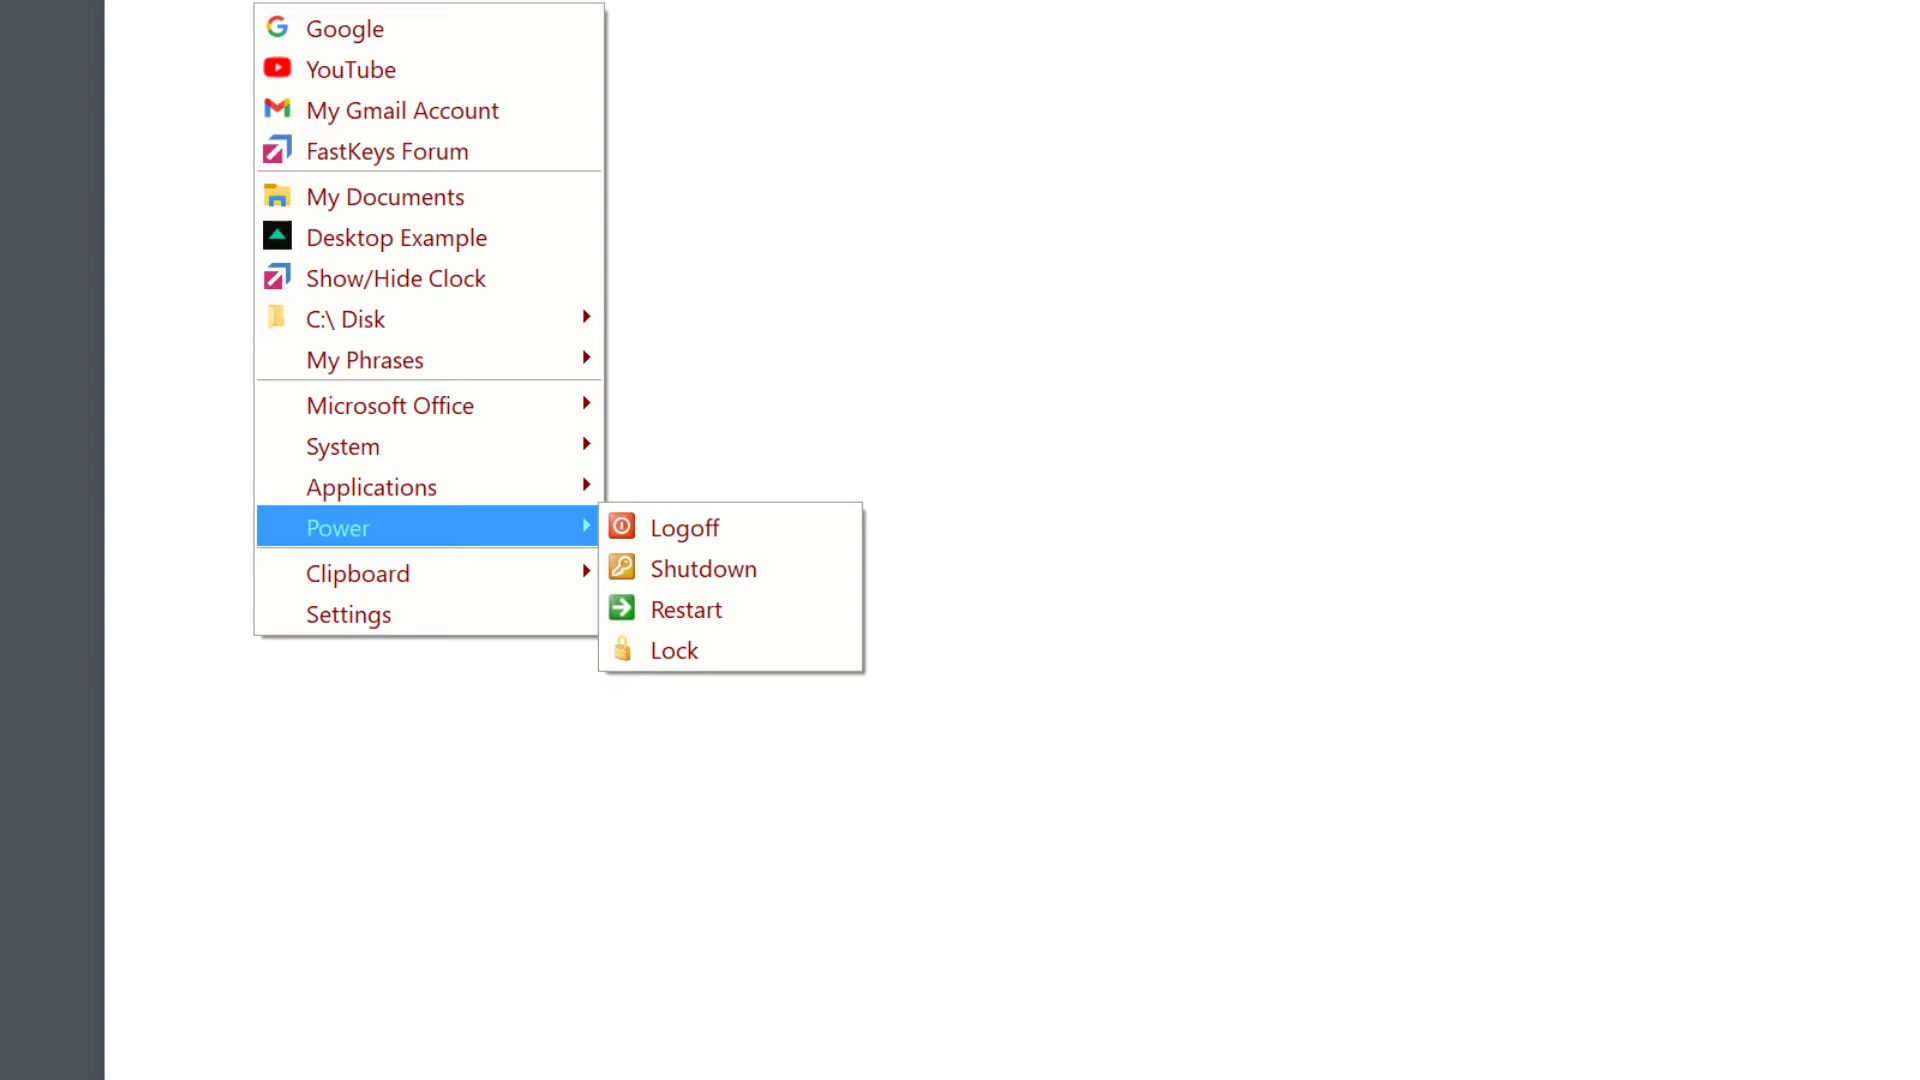 Google
YouTube
My Gmail Account
FastKeys Forum
My Documents
Desktop Example
Show/Hide Clock
C:\ Disk
My Phrases
Microsoft Office
System
Applications
Power
Clipboard
Settings
Logoff
Shutdown
Restart
Lock